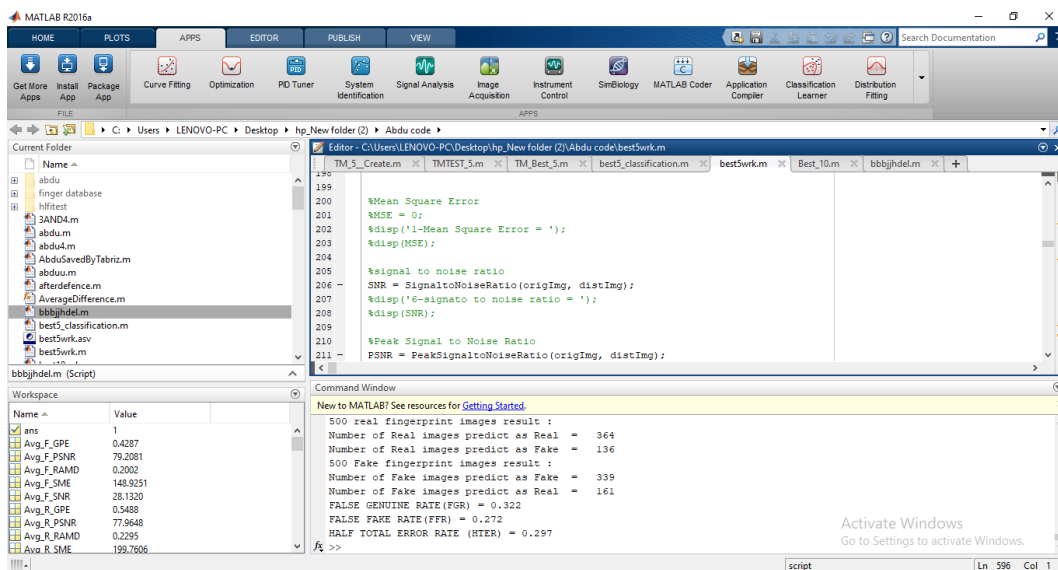 MATLAB R2016a
HOME PLOTS APPS EDITOR PUBLISH VIEW Search Documentation
Get More Apps
Install App
Package App
Curve Fitting
Optimization
PID Tuner
System Identification
Signal Analysis
Image Acquisition
Instrument Control
SimBiology
MATLAB Coder
Application Compiler
Classification Learner
Distribution Fitting
FILE APPS
C: Users LENOVO-PC Desktop hp_New folder (2) Abdu code
Current Folder
Name
abdu
finger database
hlfitest
3AND4.m
abdu.m
abdu4.m
AbduSavedByTabriz.m
abduu.m
afterdefence.m
AverageDifference.m
bbbjjhdel.m
best5_classification.m
best5wrk.asv
best5wrk.m
bbbjjhdel.m (Script)
Workspace
Name Value
ans 1
Avg_F_GPE 0.4287
Avg_F_PSNR 79.2081
Avg_F_RAMD 0.2002
Avg_F_SME 148.9251
Avg_F_SNR 28.1320
Avg_R_GPE 0.5488
Avg_R_PSNR 77.9648
Avg_R_RAMD 0.2295
Avg_R_SME 199.7606
Editor - C:\Users\LENOVO-PC\Desktop\hp_New folder (2)\Abdu code\best5wrk.m
TM_5__Create.m TMTEST_5.m TM_Best_5.m best5_classification.m best5wrk.m Best_10.m bbbjjhdel.m
198
199
200 %Mean Square Error
201 %MSE = 0;
202 %disp('1-Mean Square Error = ');
203 %disp(MSE);
204
205 %signal to noise ratio
206 - SNR = SignaltoNoiseRatio(origImg, distImg);
207 %disp('6-signato to noise ratio = ');
208 %disp(SNR);
209
210 %Peak Signal to Noise Ratio
211 - PSNR = PeakSignaltoNoiseRatio(origImg, distImg);
Command Window
New to MATLAB? See resources for Getting Started.
500 real fingerprint images result :
Number of Real images predict as Real = 364
Number of Real images predict as Fake = 136
500 Fake fingerprint images result :
Number of Fake images predict as Fake = 339
Number of Fake images predict as Real = 161
FALSE GENUINE RATE(FGR) = 0.322
FALSE FAKE RATE(FFR) = 0.272
HALF TOTAL ERROR RATE (HTER) = 0.297
fx >>
Activate Windows
Go to Settings to activate Windows.
script Ln 596 Col 1